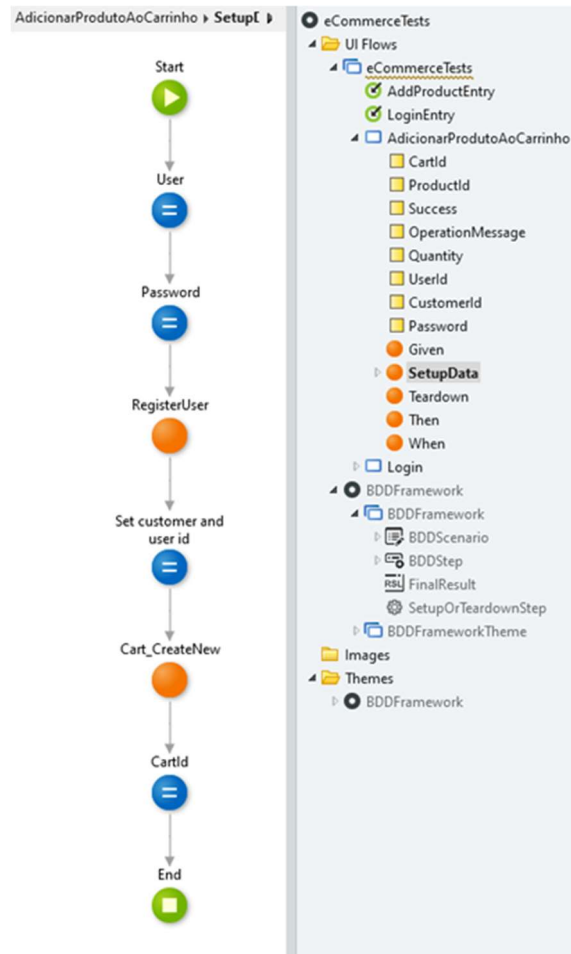 AdicionarProdutoAoCarrinho SetupD
Start
User
Password
RegisterUser
Set customer and
user id
Cart_CreateNew
CartId
End
eCommerceTests
UI Flows
eCommerceTests
AddProductEntry
LoginEntry
AdicionarProdutoAoCarrinho
CartId
ProductId
Success
OperationMessage
Quantity
UserId
CustomerId
Password
Given
SetupData
Teardown
Then
When
Login
BDDFramework
BDDFramework
BDDScenario
BDDStep
RSL FinalResult
SetupOrTeardownStep
BDDFrameworkTheme
Images
Themes
BDDFramework